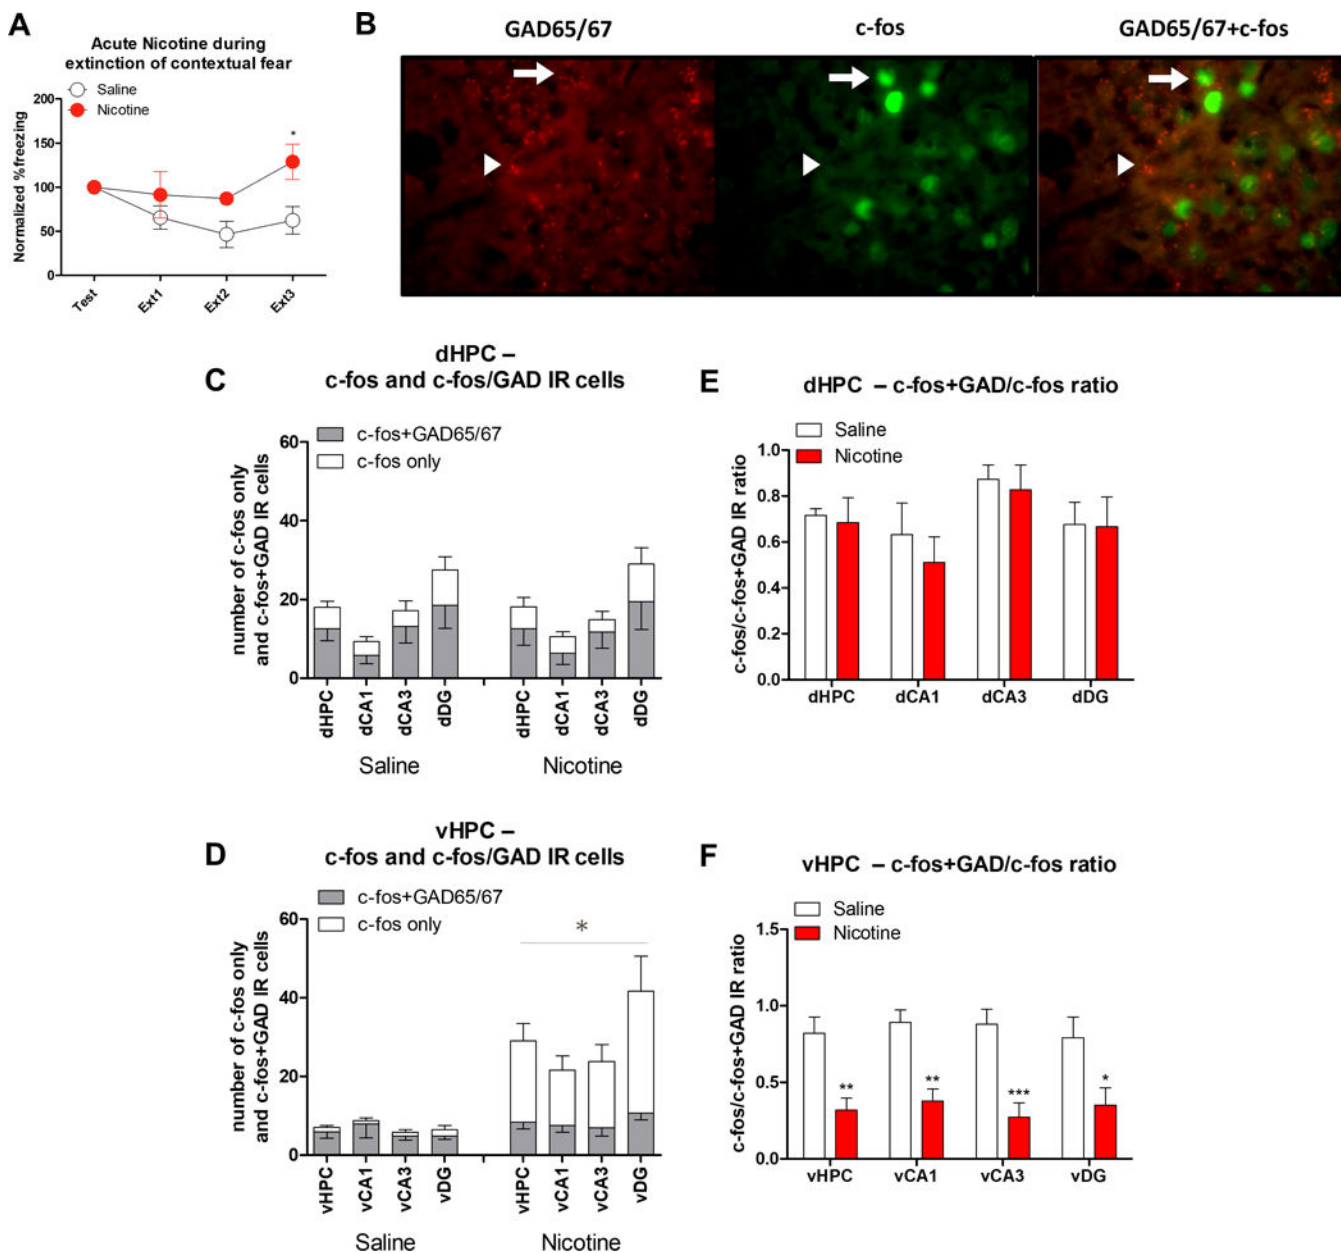 A
Acute Nicotine during
extinction of contextual fear
Saline
Nicotine
Normalized %freezing
200
150
100
50
0
*
Test
Ext1
Ext2
Ext3
B
GAD65/67
c-fos
GAD65/67+c-fos
C
dHPC –
c-fos and c-fos/GAD IR cells
c-fos+GAD65/67
c-fos only
number of c-fos only
and c-fos+GAD IR cells
60
40
20
0
dHPC
dCA1
dCA3
dDG
dHPC
dCA1
dCA3
dDG
Saline
Nicotine
E
dHPC – c-fos+GAD/c-fos ratio
Saline
Nicotine
c-fos/c-fos+GAD IR ratio
1.0
0.8
0.6
0.4
0.2
0.0
dHPC
dCA1
dCA3
dDG
D
vHPC –
c-fos and c-fos/GAD IR cells
c-fos+GAD65/67
c-fos only
number of c-fos only
and c-fos+GAD IR cells
60
40
20
0
*
vHPC
vCA1
vCA3
vDG
vHPC
vCA1
vCA3
vDG
Saline
Nicotine
F
vHPC – c-fos+GAD/c-fos ratio
Saline
Nicotine
c-fos/c-fos+GAD IR ratio
1.5
1.0
0.5
0.0
**
**
***
*
vHPC
vCA1
vCA3
vDG